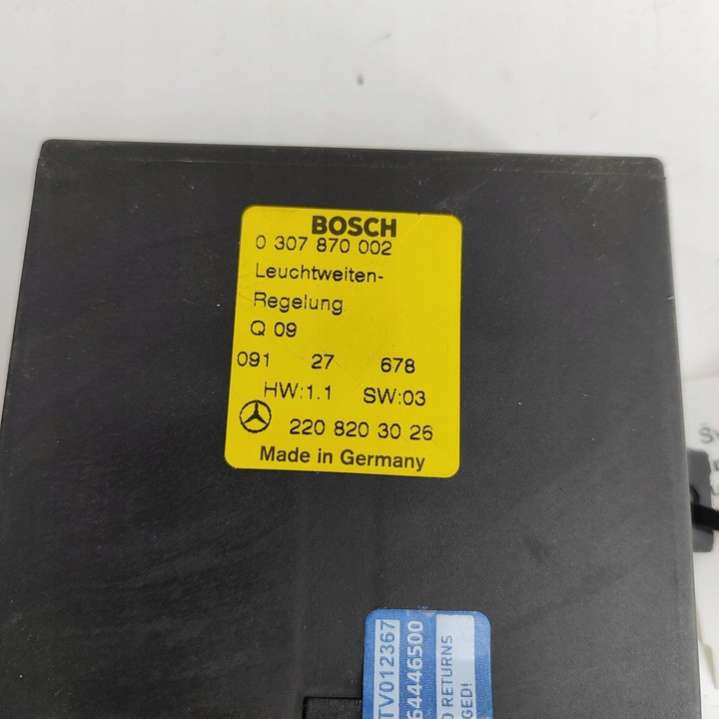 BOSCH
0 307 870 002
Leuchtweiten-
Regelung
Q 09
091 27 678
HW:1.1 SW:03
220 820 30 26
Made in Germany
TV012367
64446500
RETURNS